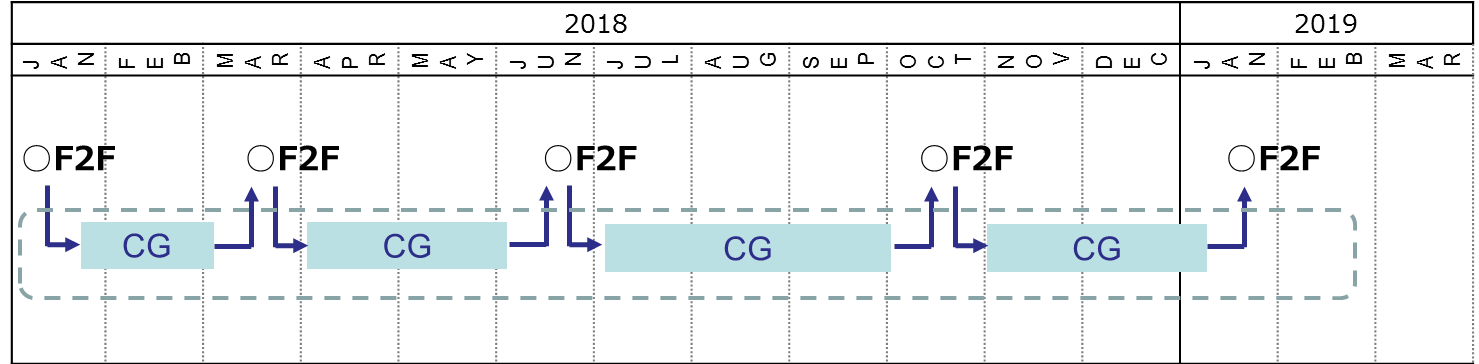 2018 2019
JAN FEB MAR APR MAY JUN JUL AUG SEP OCT NOV DEC JAN FEB MAR
○F2F ○F2F ○F2F ○F2F ○F2F
CG CG CG CG